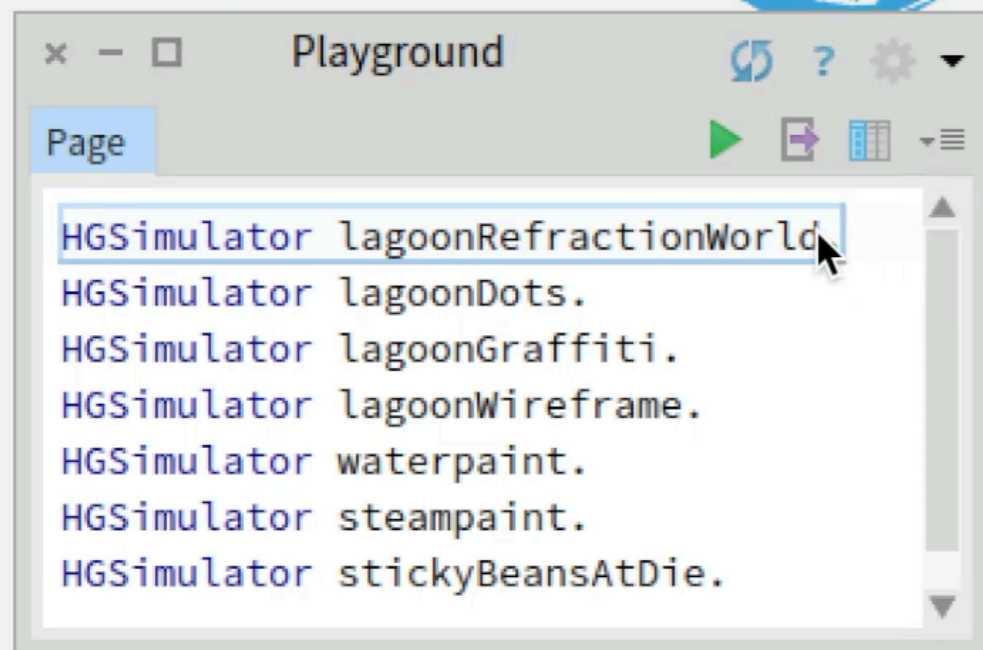 Playground
?
Page
HGSimulator lagoonRefractionWorld
HGSimulator lagoonDots.
HGSimulator lagoonGraffiti.
HGSimulator lagoonWireframe.
HGSimulator waterpaint.
HGSimulator steampaint.
HGSimulator stickyBeansAtDie.